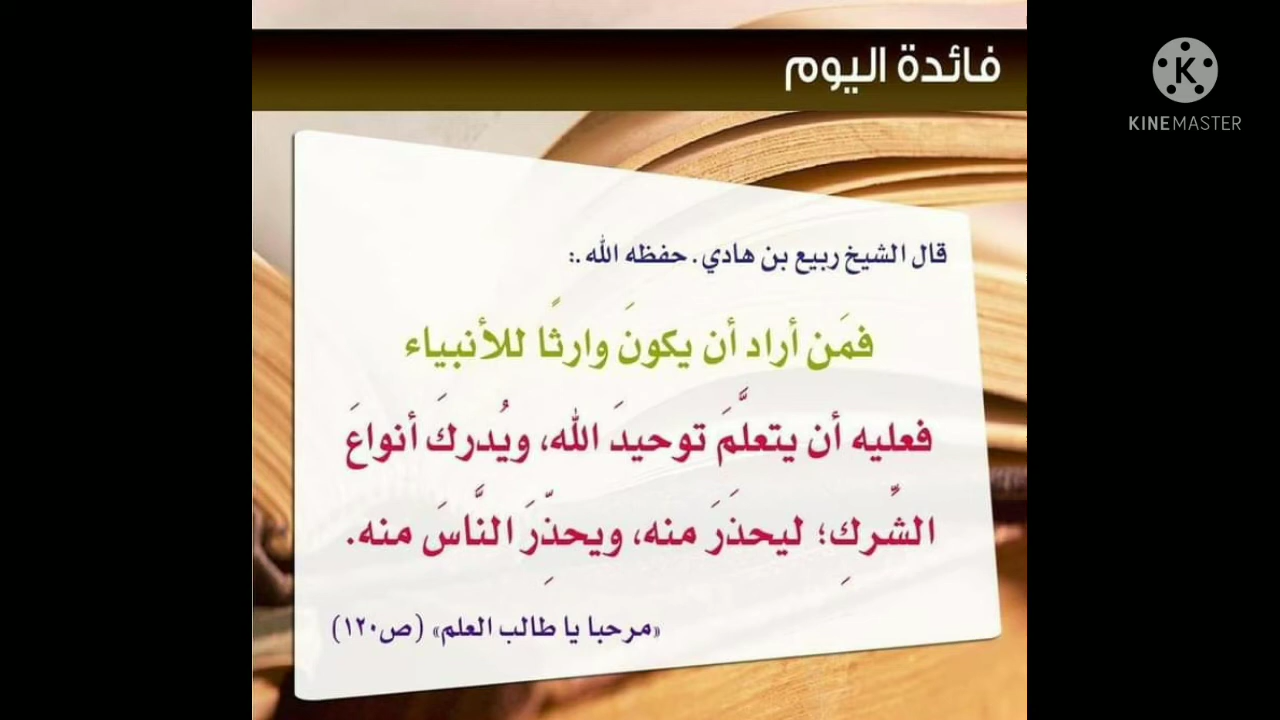 فائدة اليوم
KINEMASTER
قال الشيخ ربيع بن هادي . حفظه الله .:
فمَن أراد أن يكونَ وارثًا للأنبياء
فعليه أن يتعلَّمَ توحيدَ الله، ويُدركَ أنواعَ
الشِّركِ؛ ليحذَرَ منه، ويحذِّرَ النَّاسَ منه.
«مرحبا يا طالب العلم» (ص١٢٠)